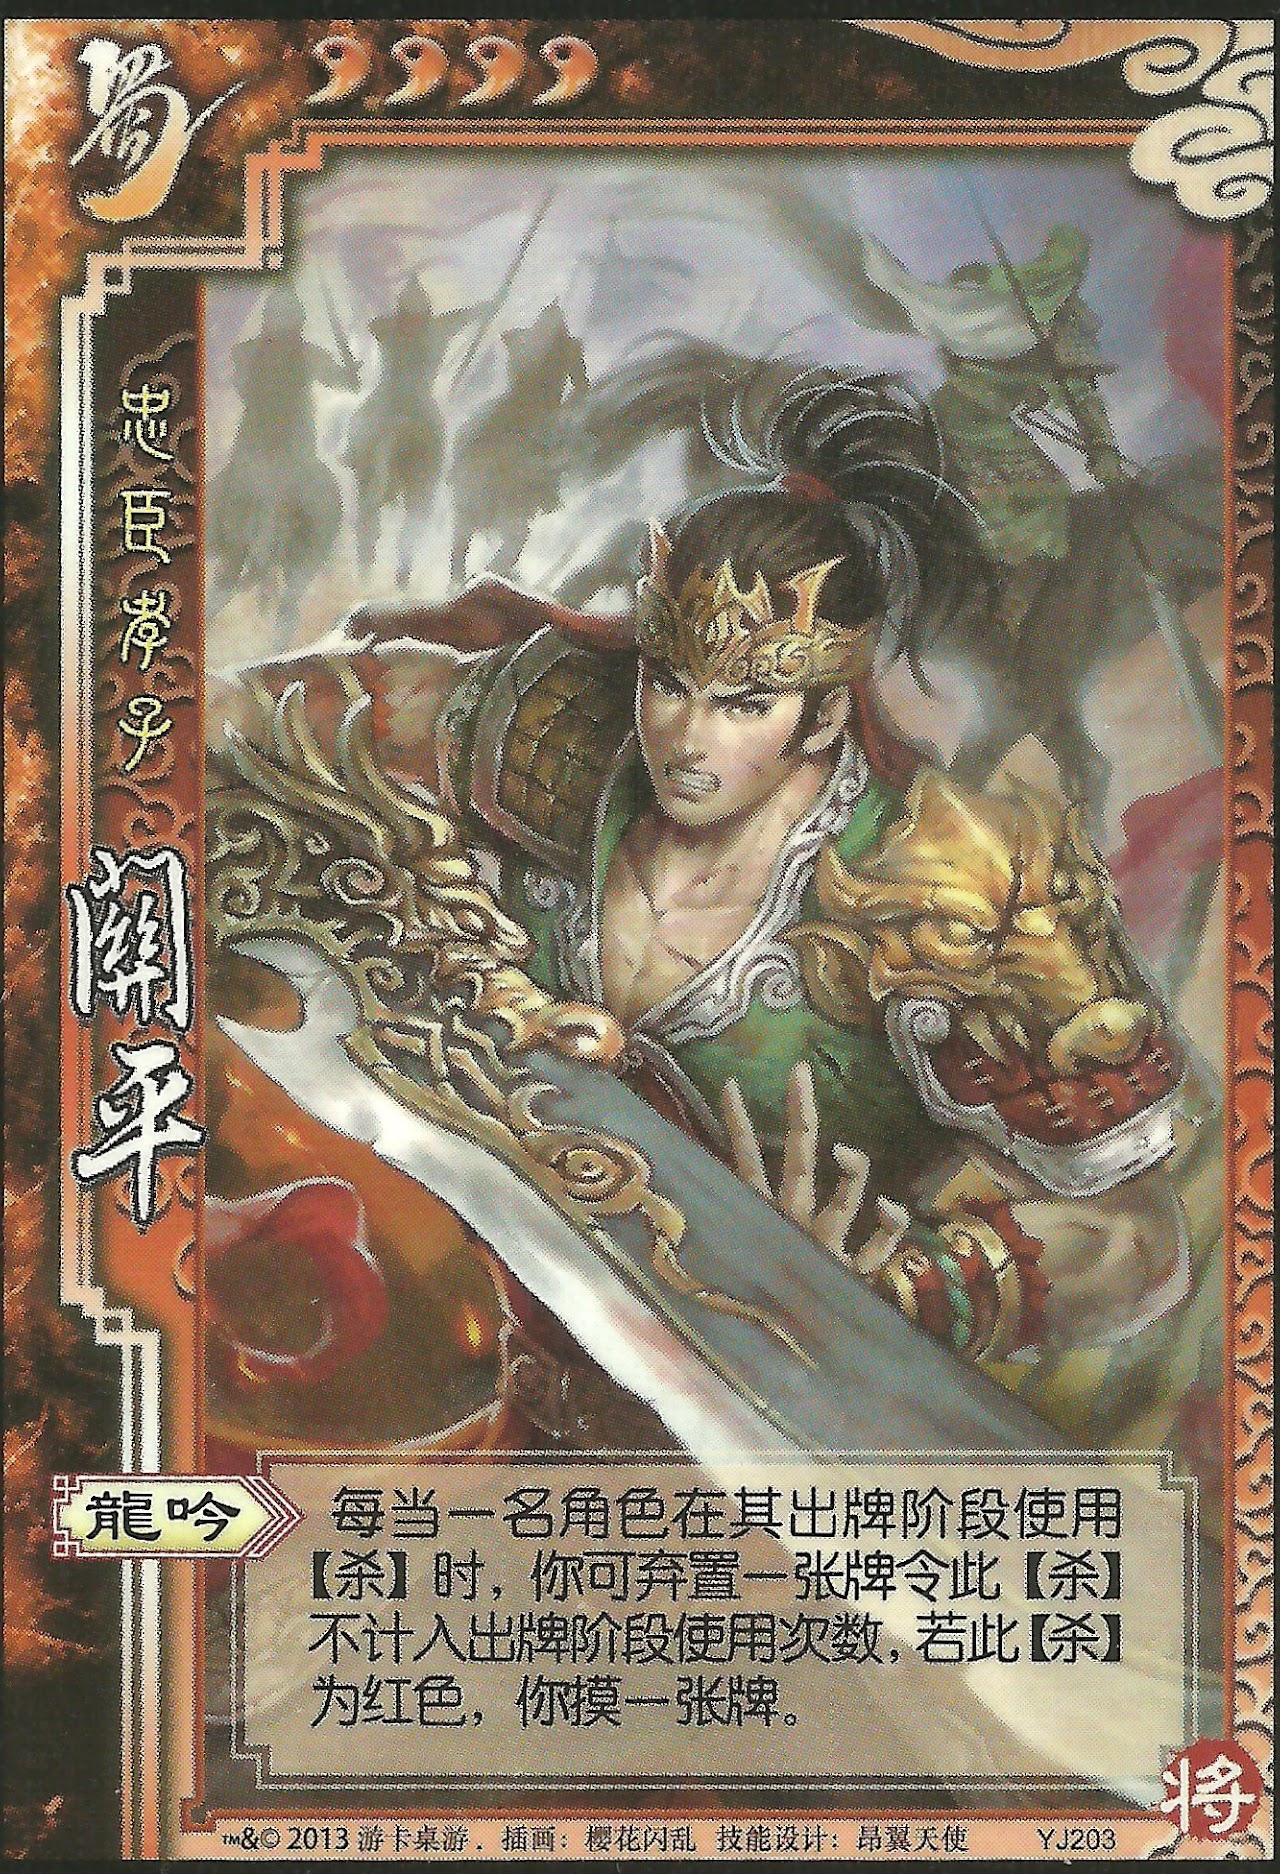 蜀
忠臣孝子
關平
龍吟
每当一名角色在其出牌阶段使用
【杀】时，你可弃置一张牌令此【杀】
不计入出牌阶段使用次数，若此【杀】
为红色，你摸一张牌。
将
™&© 2013 游卡桌游．插画：樱花闪乱 技能设计：昂翼天使 YJ203